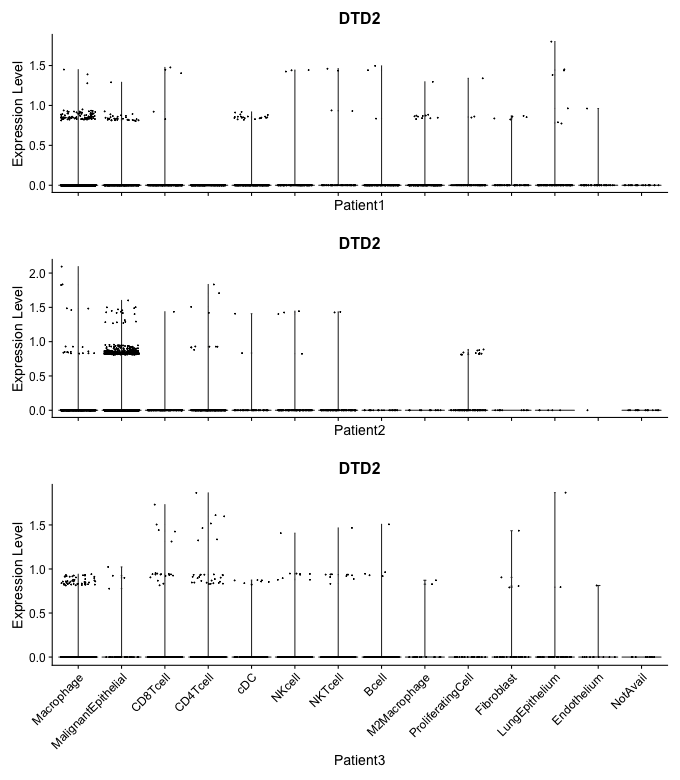 DTD2
Expression Level
1.5
1.0
0.5
0.0
Patient1
DTD2
Expression Level
2.0
1.5
1.0
0.5
0.0
Patient2
DTD2
Expression Level
1.5
1.0
0.5
0.0
Macrophage
MalignantEpithelial
CD8Tcell
CD4Tcell
cDC
NKcell
NKTcell
Bcell
M2Macrophage
ProliferatingCell
Fibroblast
LungEpithelium
Endothelium
NotAvail
Patient3